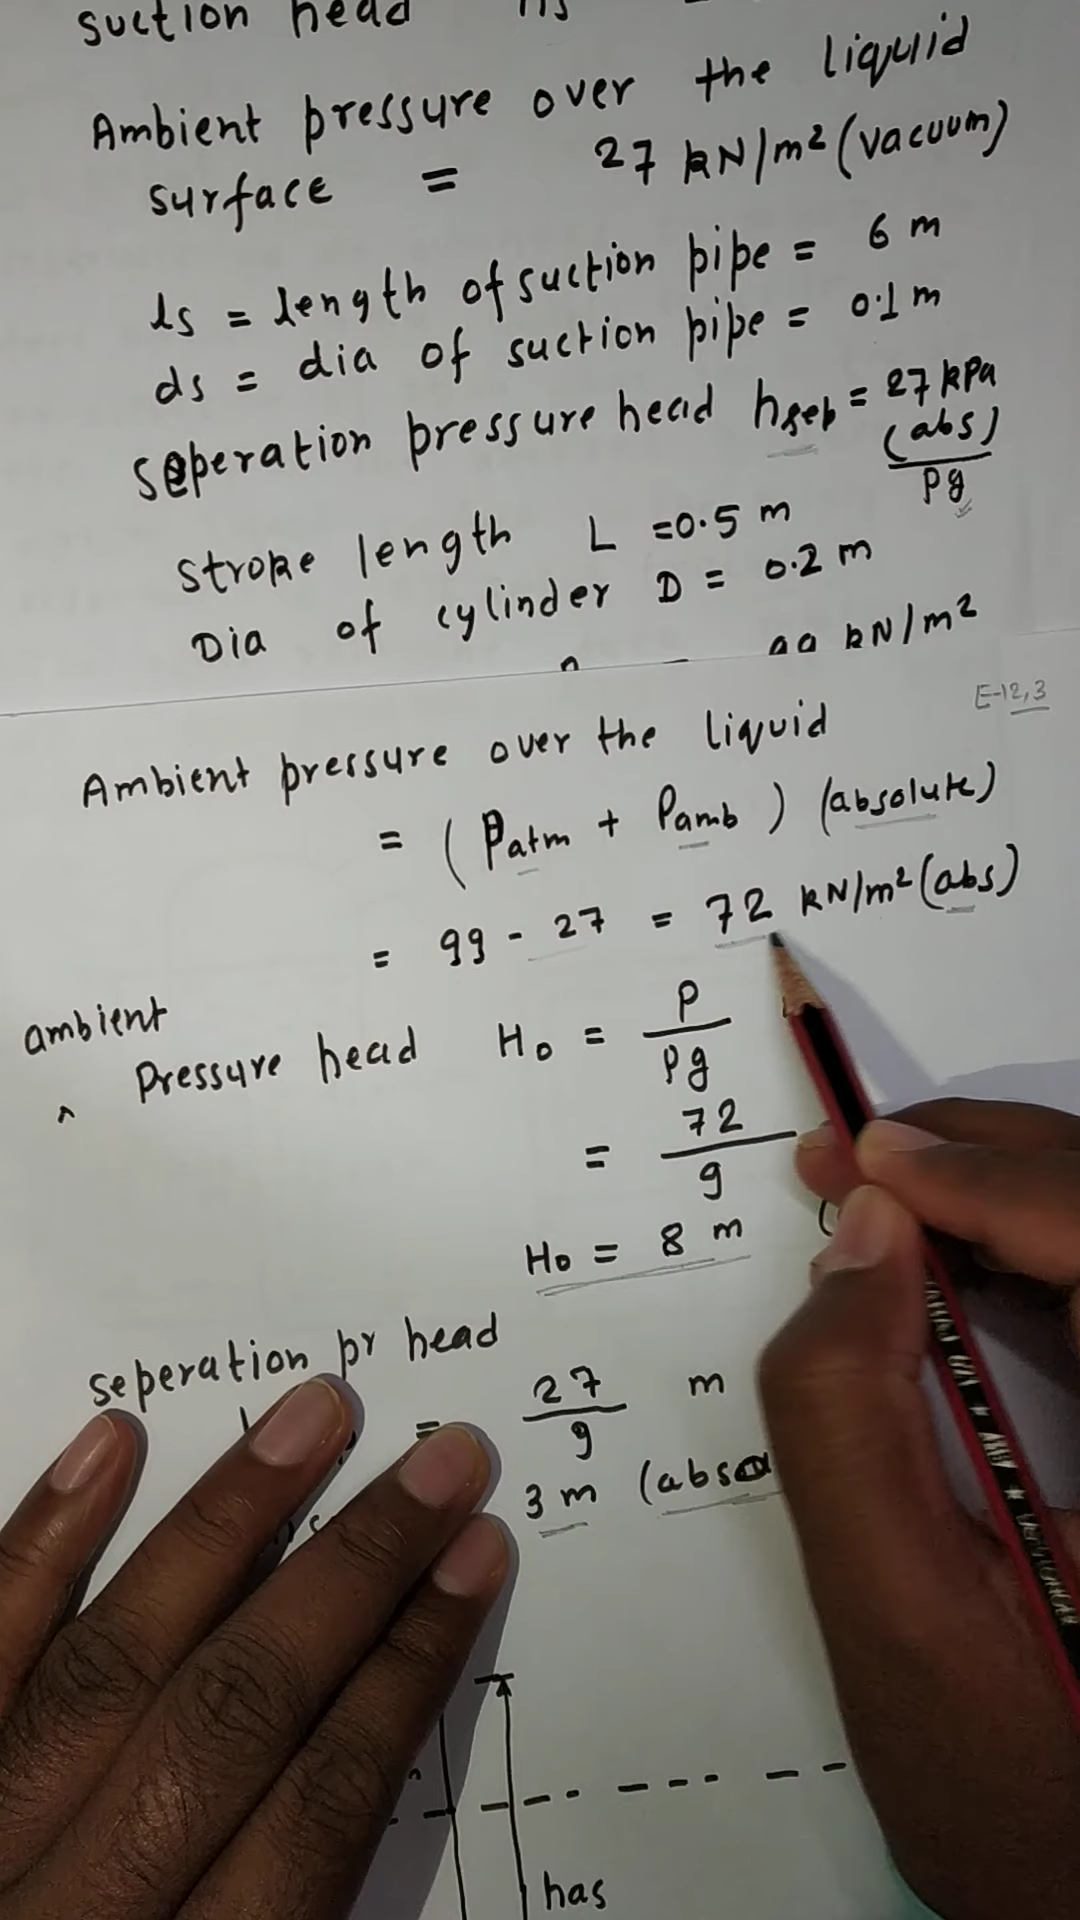 suction head hs
Ambient pressure over the liquid
surface = 27 kN/m² (vacuum)
ls = length of suction pipe = 6 m
ds = dia of suction pipe = 0.1 m
seperation pressure head hsep = 27 kPa (abs) / ρg
stroke length L = 0.5 m
Dia of cylinder D = 0.2 m
99 kN/m²
E-12,3
Ambient pressure over the liquid
= (Patm + Pamb) (absolute)
= 99 - 27 = 72 kN/m² (abs)
ambient
^ Pressure head Ho = P / ρg
= 72 / 9
Ho = 8 m
seperation pr head
= 27 / 9 m
3 m
has